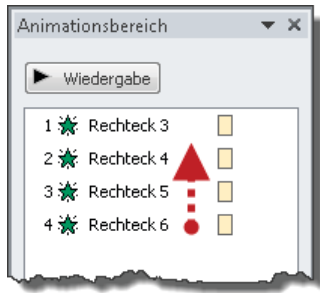 Animationsbereich
Wiedergabe
1 Rechteck 3
2 Rechteck 4
3 Rechteck 5
4 Rechteck 6